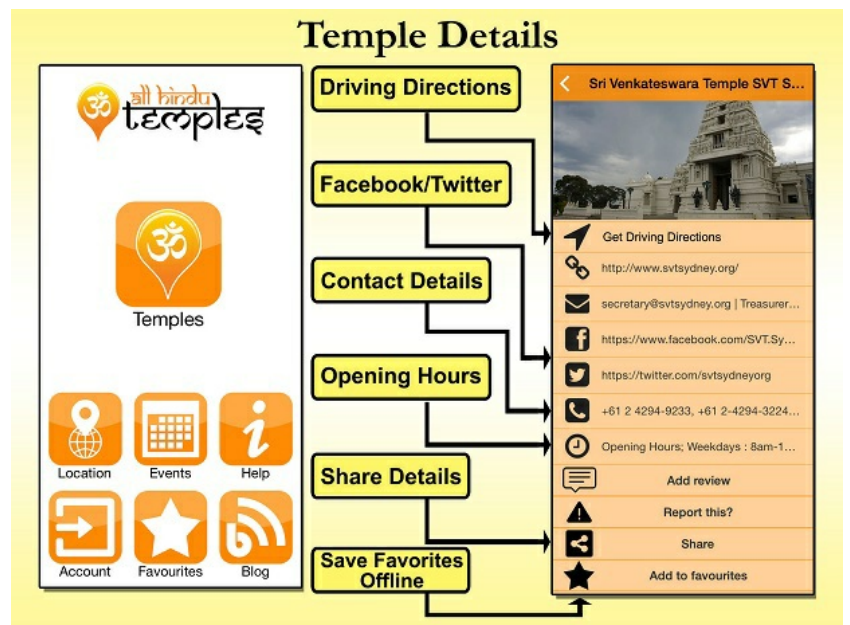 Temple Details
all hindu
temples
Temples
Location
Events
Help
Account
Favourites
Blog
Driving Directions
Facebook/Twitter
Contact Details
Opening Hours
Share Details
Save Favorites
Offline
Sri Venkateswara Temple SVT S...
Get Driving Directions
http://www.svtsydney.org/
secretary@svtsydney.org | Treasurer...
https://www.facebook.com/SVT.Sy...
https://twitter.com/svtsydneyorg
+61 2 4294-9233, +61 2-4294-3224...
Opening Hours; Weekdays : 8am-1...
Add review
Report this?
Share
Add to favourites